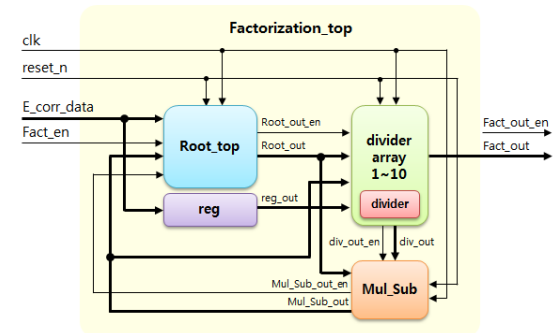 Factorization_top
clk
reset_n
E_corr_data
Fact_en
Root_top
Root_out_en
Root_out
divider
array
1~10
divider
Fact_out_en
Fact_out
reg
reg_out
div_out_en
div_out
Mul_Sub_out_en
Mul_Sub_out
Mul_Sub